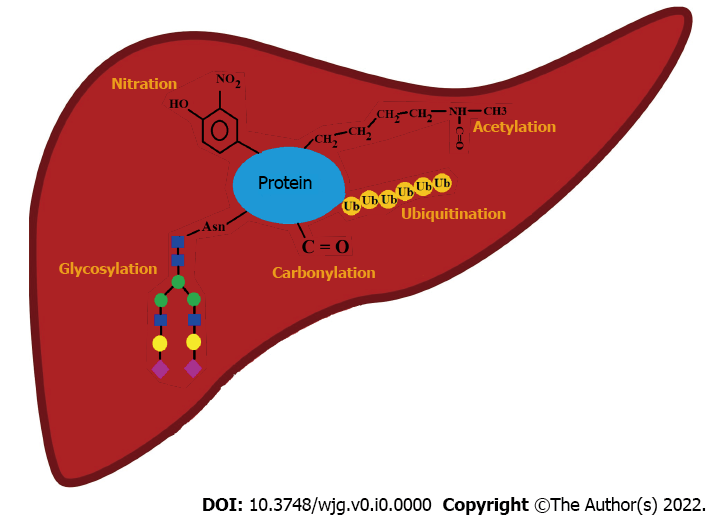 Nitration
NO2
HO
CH2
CH2
CH2
CH2
NH
CH3
C=O
Acetylation
Protein
Ub Ub Ub Ub Ub Ub
Ubiquitination
Asn
C = O
Glycosylation
Carbonylation
DOI: 10.3748/wjg.v0.i0.0000 Copyright ©The Author(s) 2022.